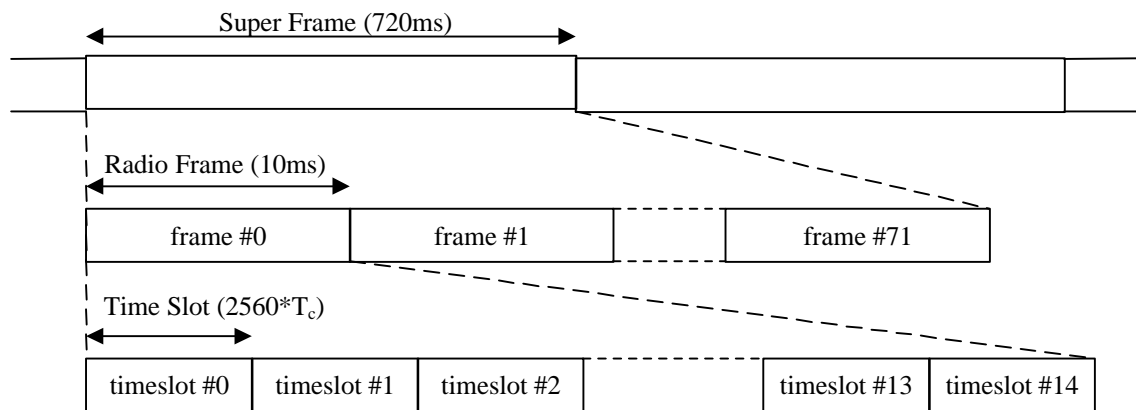 Super Frame (720ms)
Radio Frame (10ms)
frame #0 frame #1 frame #71
Time Slot (2560*Tc)
timeslot #0 timeslot #1 timeslot #2 timeslot #13 timeslot #14